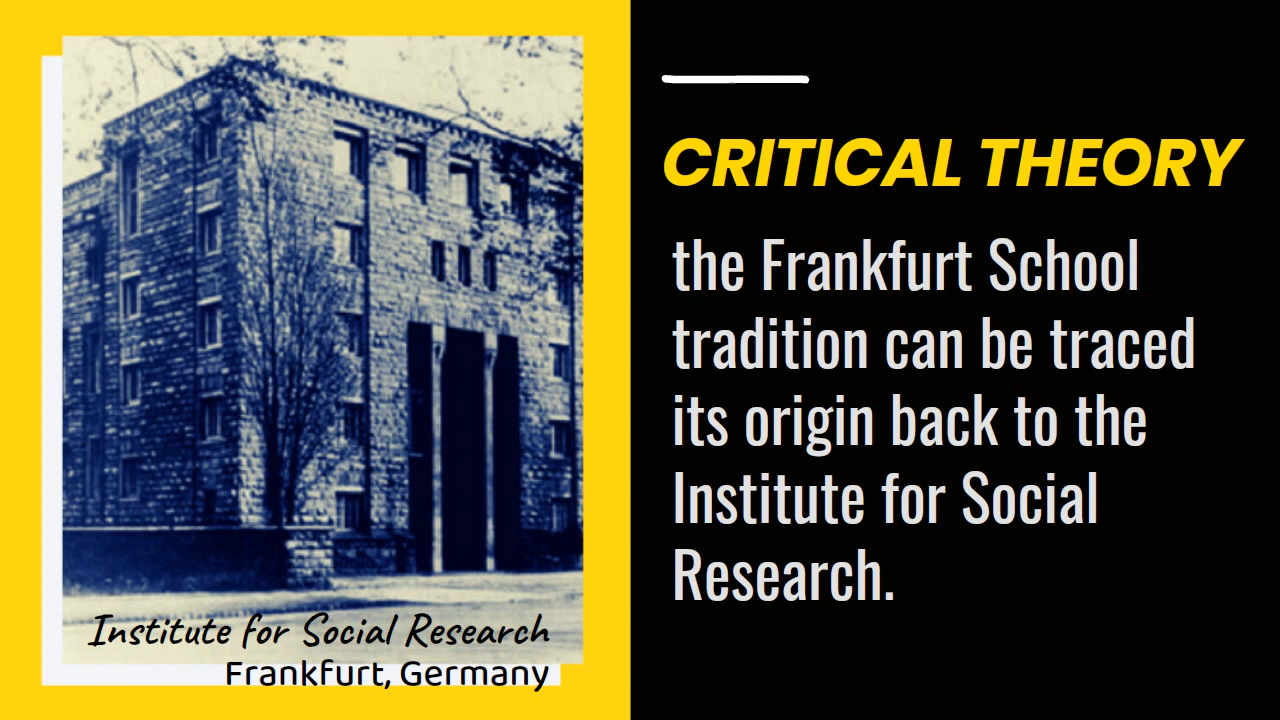 Institute for Social Research
Frankfurt, Germany
CRITICAL THEORY
the Frankfurt School
tradition can be traced
its origin back to the
Institute for Social
Research.